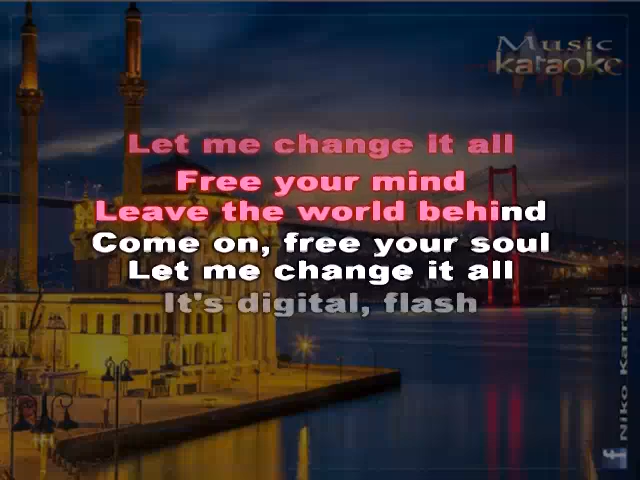 Music
karaoke
Let me change It all
Free your mind
Leave the world behind
Come on, free your soul
Let me change it all
It's digital, flash
Niko Karras
f